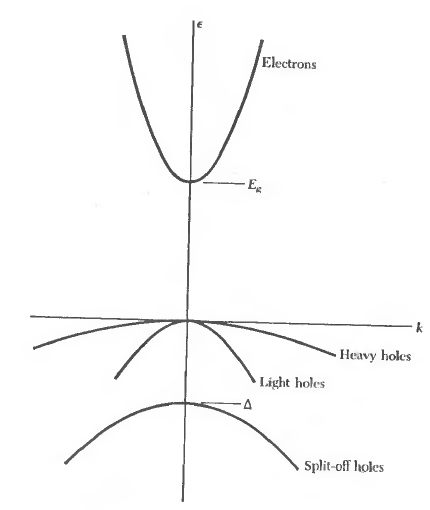 ϵ
Electrons
E_g
k
Heavy holes
Light holes
Δ
Split-off holes